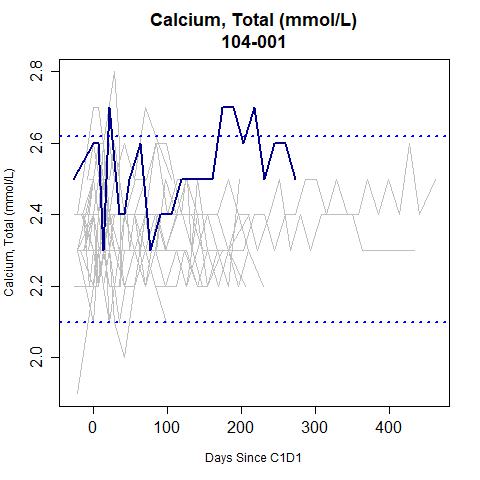 Calcium, Total (mmol/L)
104-001
Calcium, Total (mmol/L)
2.8
2.6
2.4
2.2
2.0
0 100 200 300 400
Days Since C1D1